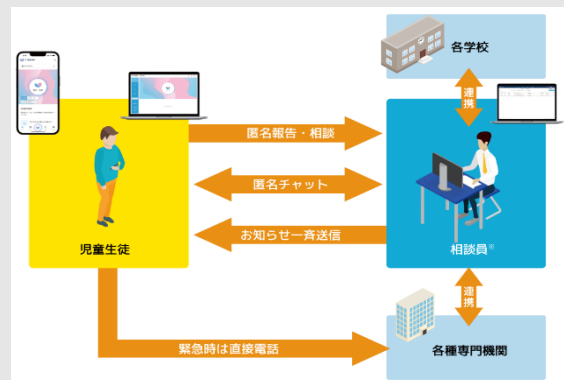 各学校
連携
匿名報告・相談
匿名チャット
お知らせ一斉送信
児童生徒
相談員※
連携
緊急時は直接電話
各種専門機関